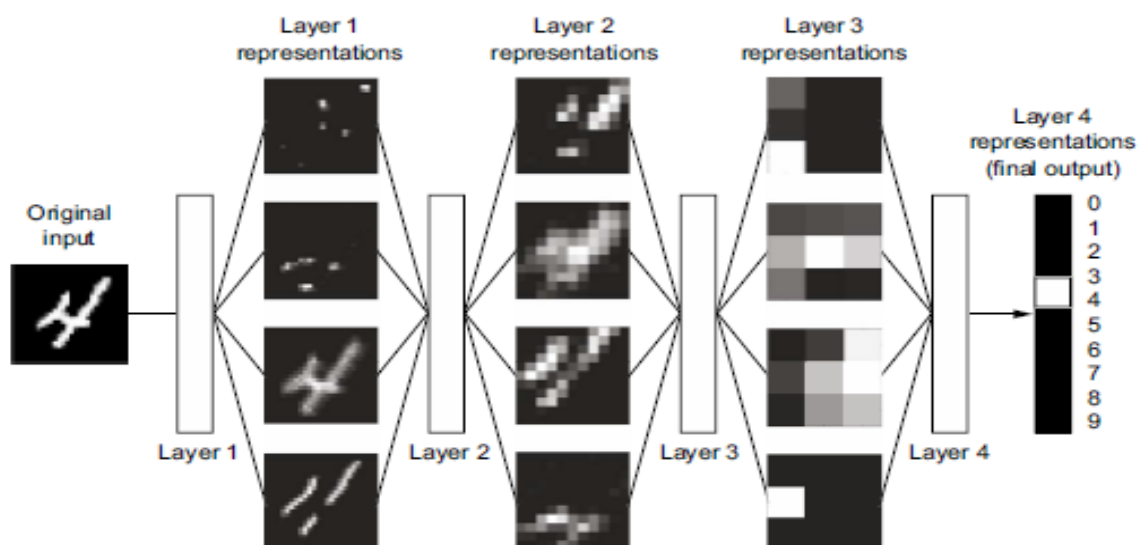 Layer 1
representations
Layer 2
representations
Layer 3
representations
Layer 4
representations
(final output)
Original
input
0
1
2
3
4
5
6
7
8
9
Layer 1
Layer 2
Layer 3
Layer 4